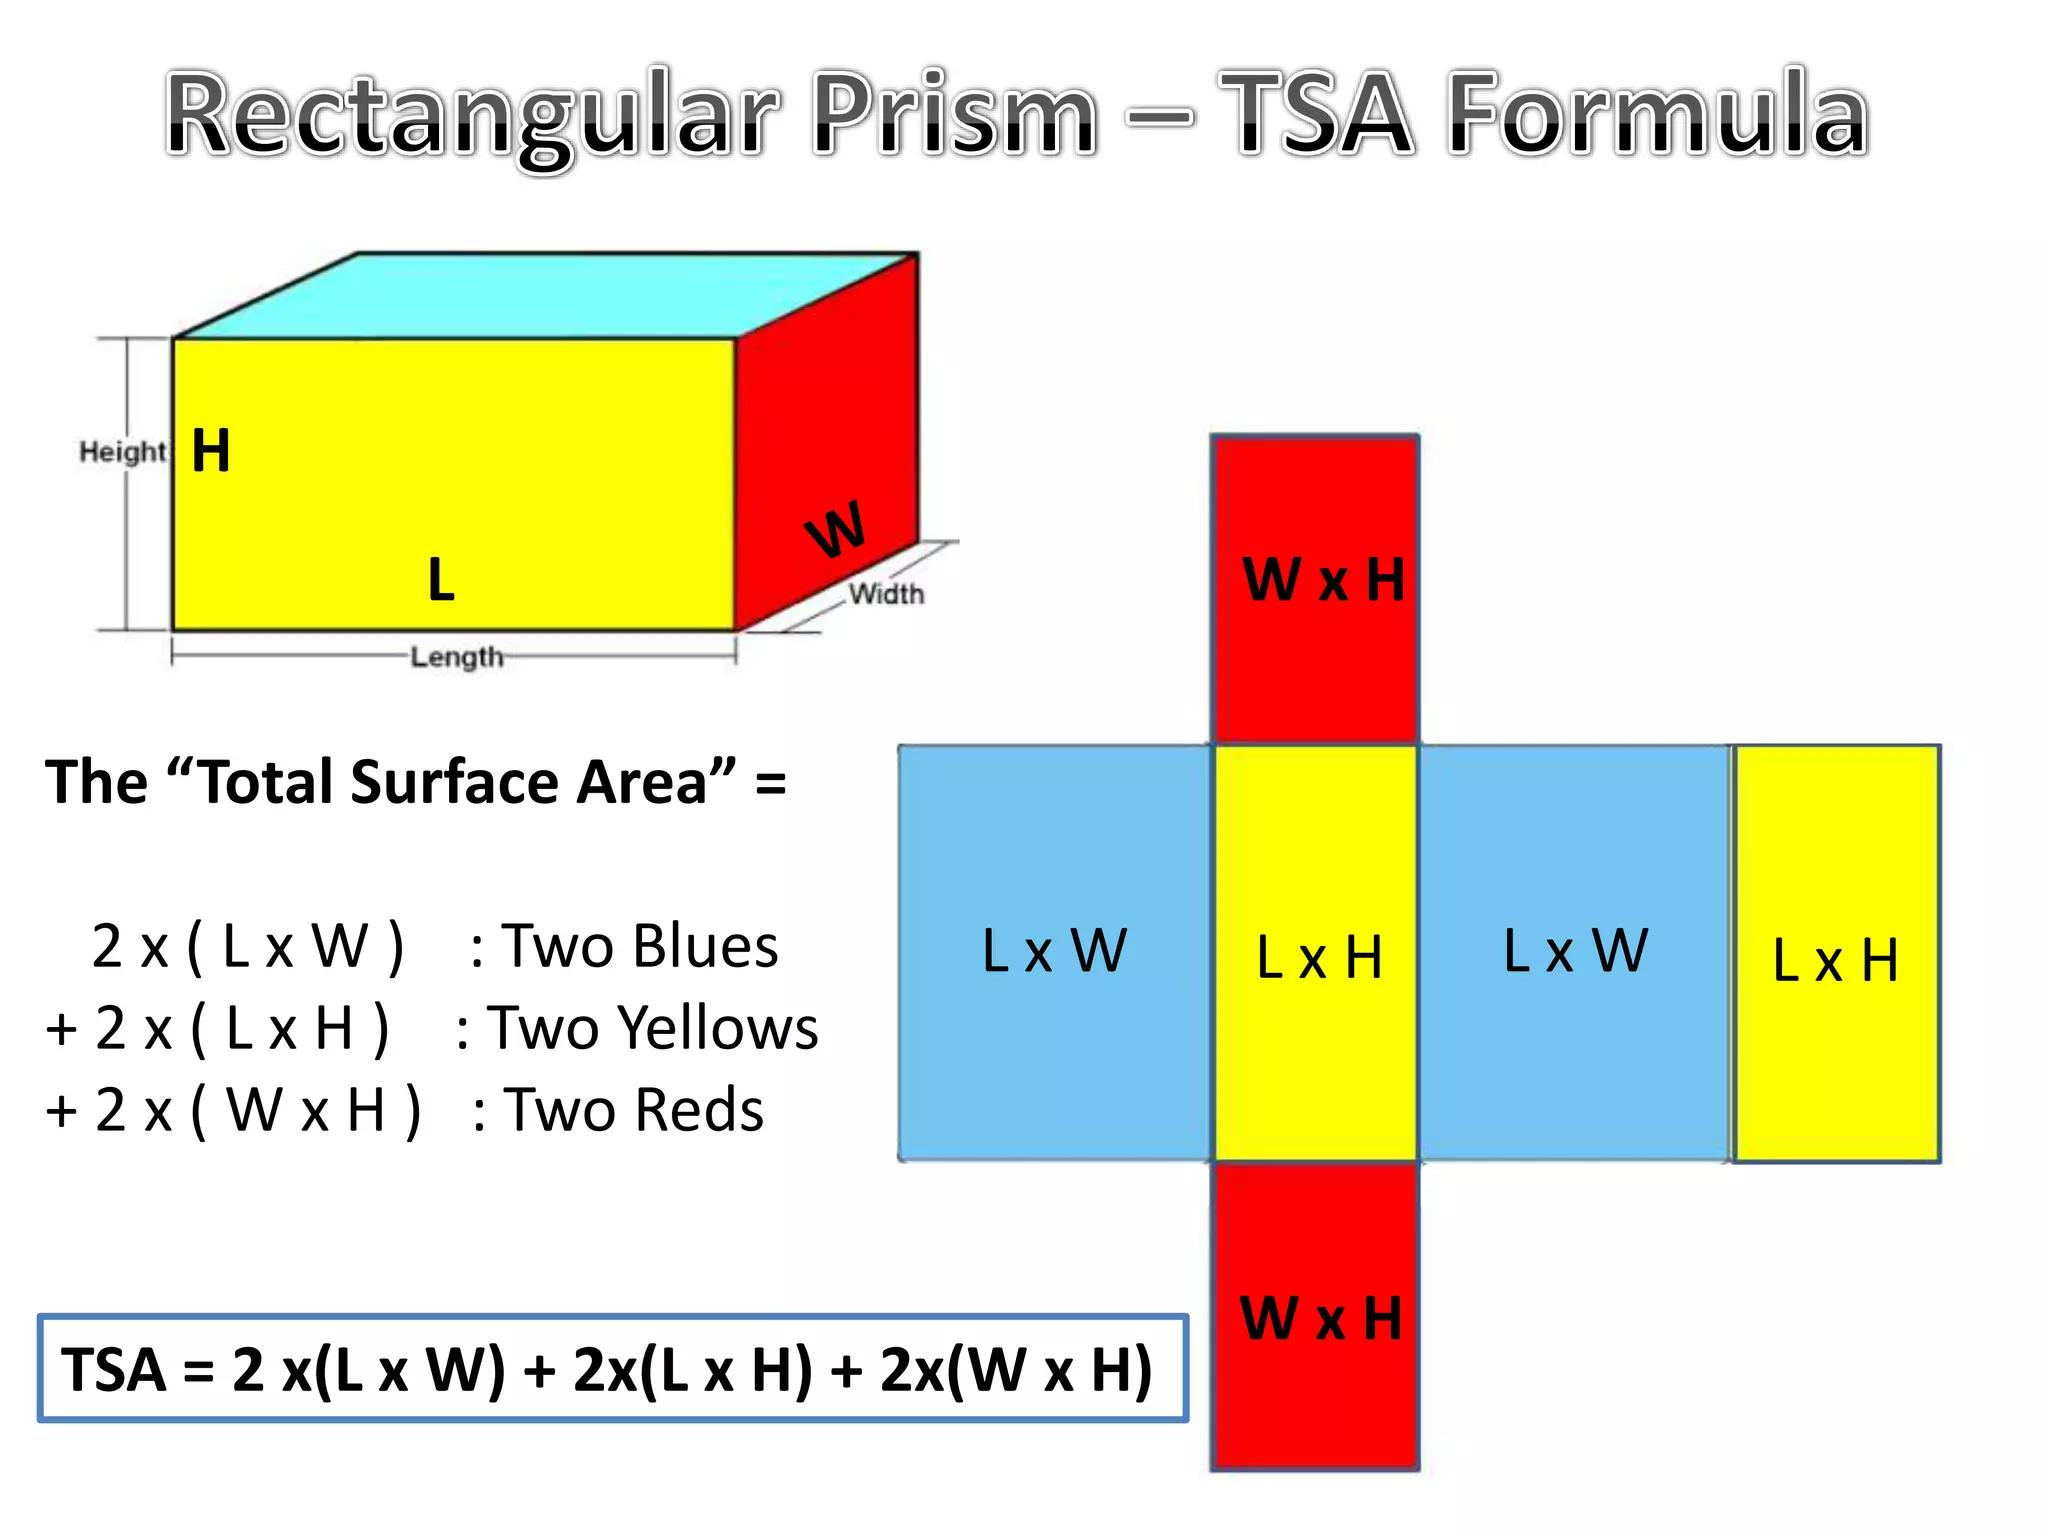 Rectangular Prism – TSA Formula
Height
H
L
W
Width
Length
W x H
The “Total Surface Area” =
2 x ( L x W ) : Two Blues
+ 2 x ( L x H ) : Two Yellows
+ 2 x ( W x H ) : Two Reds
L x W
L x H
L x W
L x H
W x H
TSA = 2 x(L x W) + 2x(L x H) + 2x(W x H)